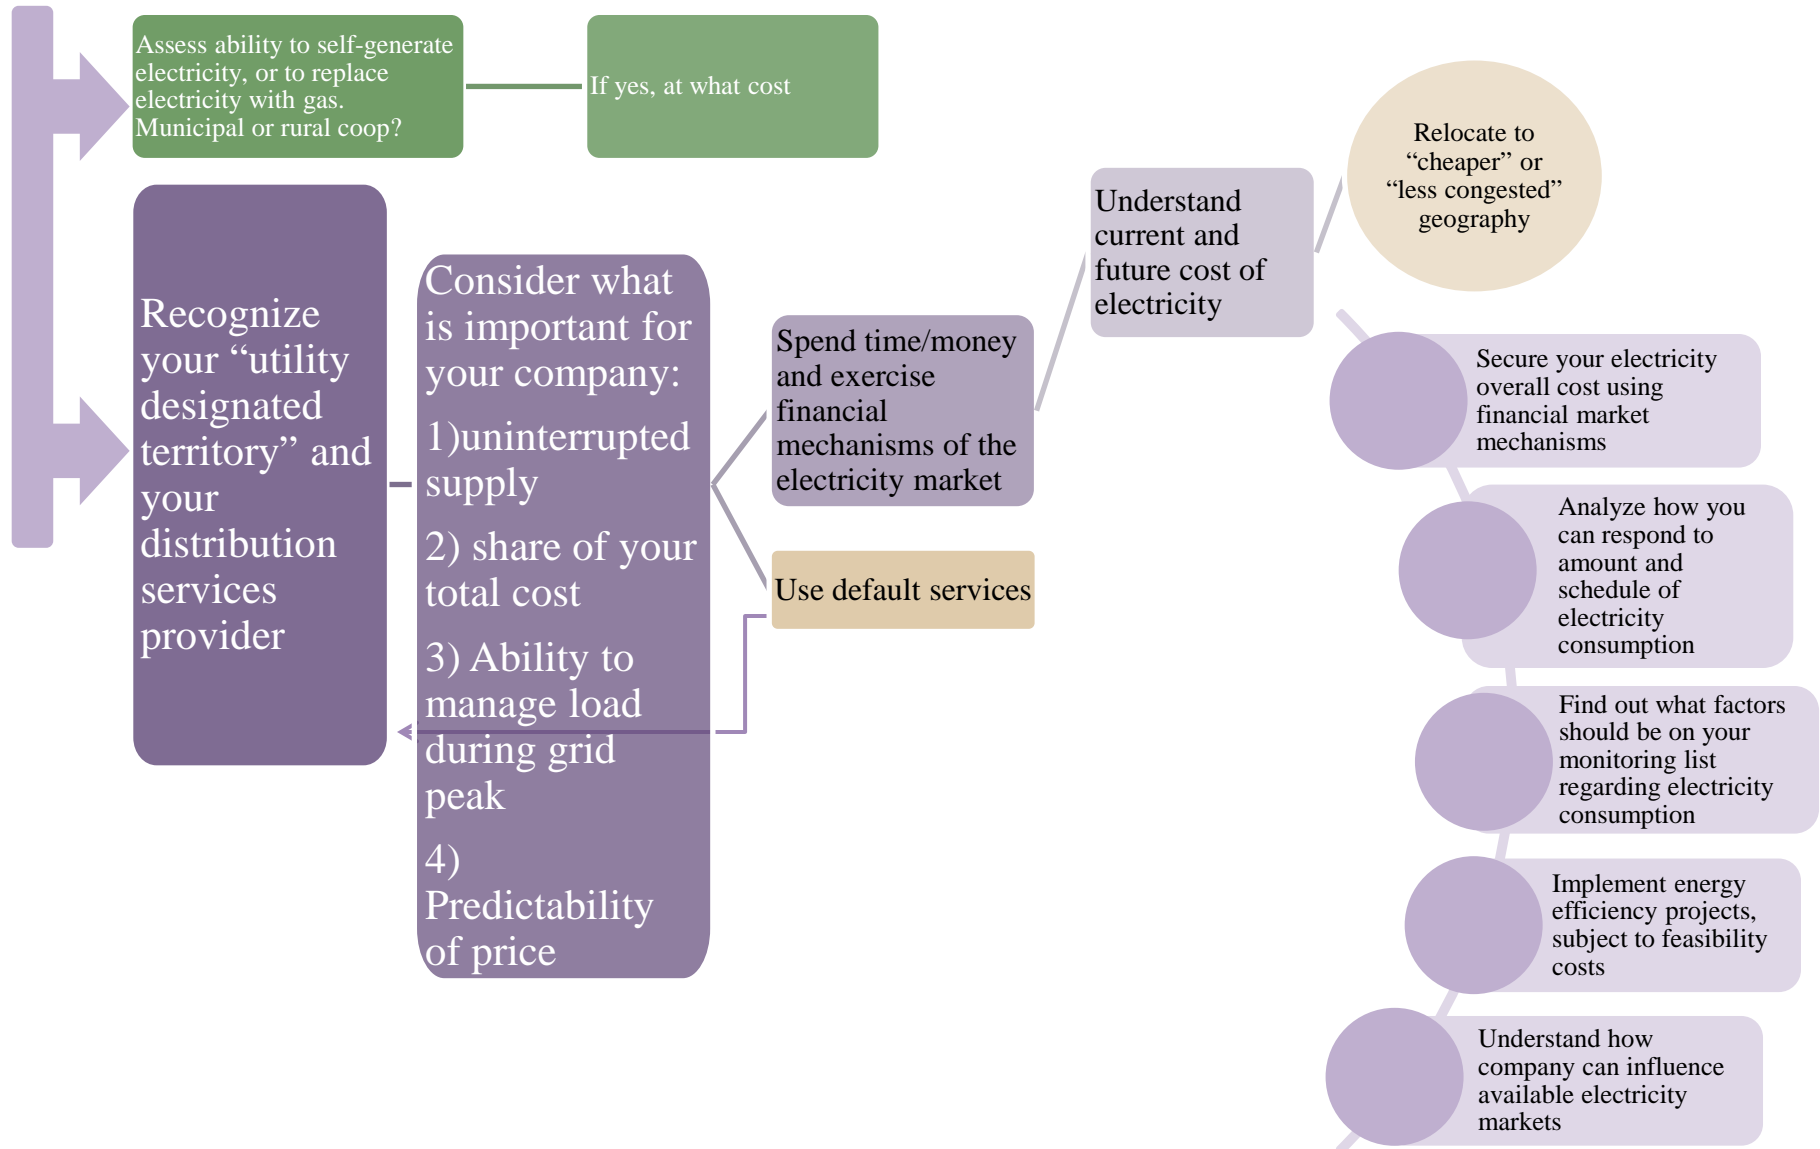 Assess ability to self-generate
electricity, or to replace
electricity with gas.
Municipal or rural coop?
If yes, at what cost
Recognize
your “utility
designated
territory” and
your
distribution
services
provider
Consider what
is important for
your company:
1)uninterrupted
supply
2) share of your
total cost
3) Ability to
manage load
during grid
peak
4)
Predictability
of price
Spend time/money
and exercise
financial
mechanisms of the
electricity market
Use default services
Understand
current and
future cost of
electricity
Relocate to
“cheaper” or
“less congested”
geography
Secure your electricity
overall cost using
financial market
mechanisms
Analyze how you
can respond to
amount and
schedule of
electricity
consumption
Find out what factors
should be on your
monitoring list
regarding electricity
consumption
Implement energy
efficiency projects,
subject to feasibility
costs
Understand how
company can influence
available electricity
markets